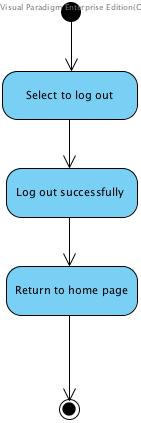 Visual Paradigm Enterprise Edition(C
Select to log out
Log out successfully
Return to home page